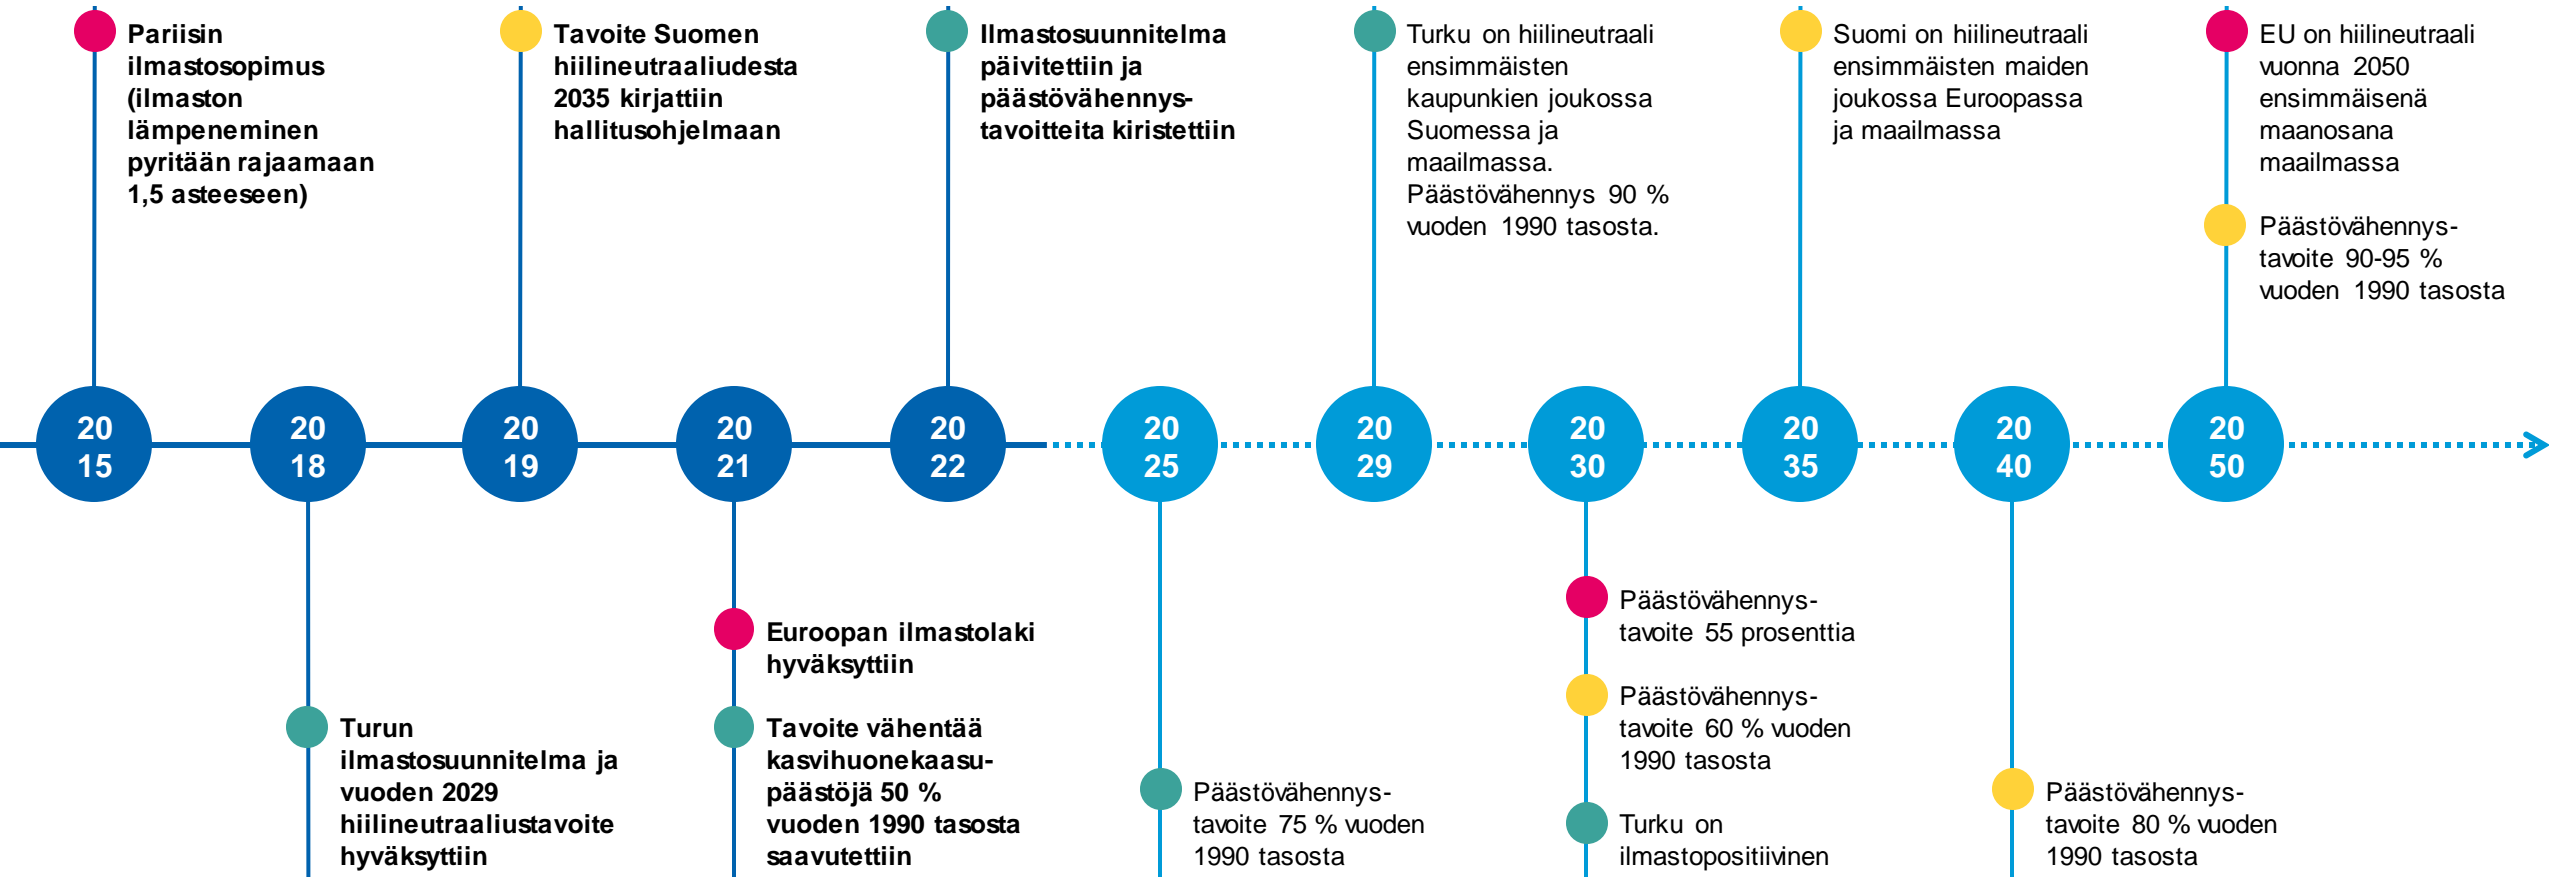 Pariisin
ilmastosopimus
(ilmaston
lämpeneminen
pyritään rajaamaan
1,5 asteeseen)
Tavoite Suomen
hiilineutraaliudesta
2035 kirjattiin
hallitusohjelmaan
Ilmastosuunnitelma
päivitettiin ja
päästövähennys-
tavoitteita kiristettiin
Turku on hiilineutraali
ensimmäisten
kaupunkien joukossa
Suomessa ja
maailmassa.
Päästövähennys 90 %
vuoden 1990 tasosta.
Suomi on hiilineutraali
ensimmäisten maiden
joukossa Euroopassa
ja maailmassa
EU on hiilineutraali
vuonna 2050
ensimmäisenä
maanosana
maailmassa
Päästövähennys-
tavoite 90-95 %
vuoden 1990 tasosta
20
15
20
18
20
19
20
21
20
22
20
25
20
29
20
30
20
35
20
40
20
50
Turun
ilmastosuunnitelma ja
vuoden 2029
hiilineutraaliustavoite
hyväksyttiin
Euroopan ilmastolaki
hyväksyttiin
Tavoite vähentää
kasvihuonekaasu-
päästöjä 50 %
vuoden 1990 tasosta
saavutettiin
Päästövähennys-
tavoite 75 % vuoden
1990 tasosta
Päästövähennys-
tavoite 55 prosenttia
Päästövähennys-
tavoite 60 % vuoden
1990 tasosta
Turku on
ilmastopositiivinen
Päästövähennys-
tavoite 80 % vuoden
1990 tasosta